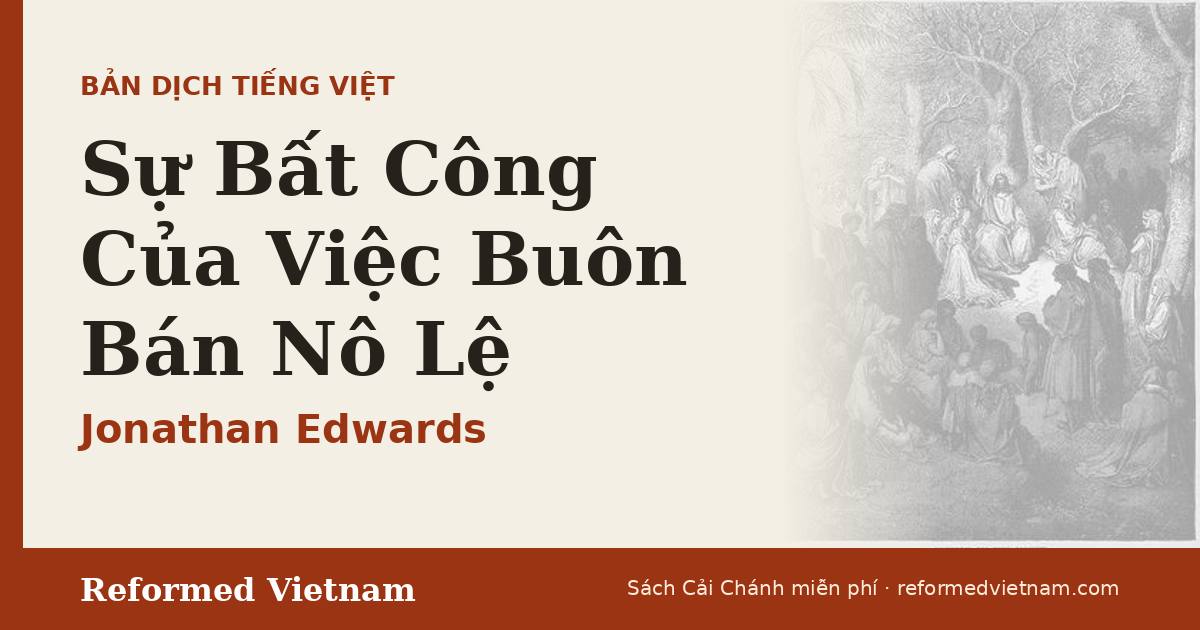 BẢN DỊCH TIẾNG VIỆT
Sự Bất Công
Của Việc Buôn
Bán Nô Lệ
Jonathan Edwards
Reformed Vietnam
Sách Cải Chánh miễn phí · reformedvietnam.com